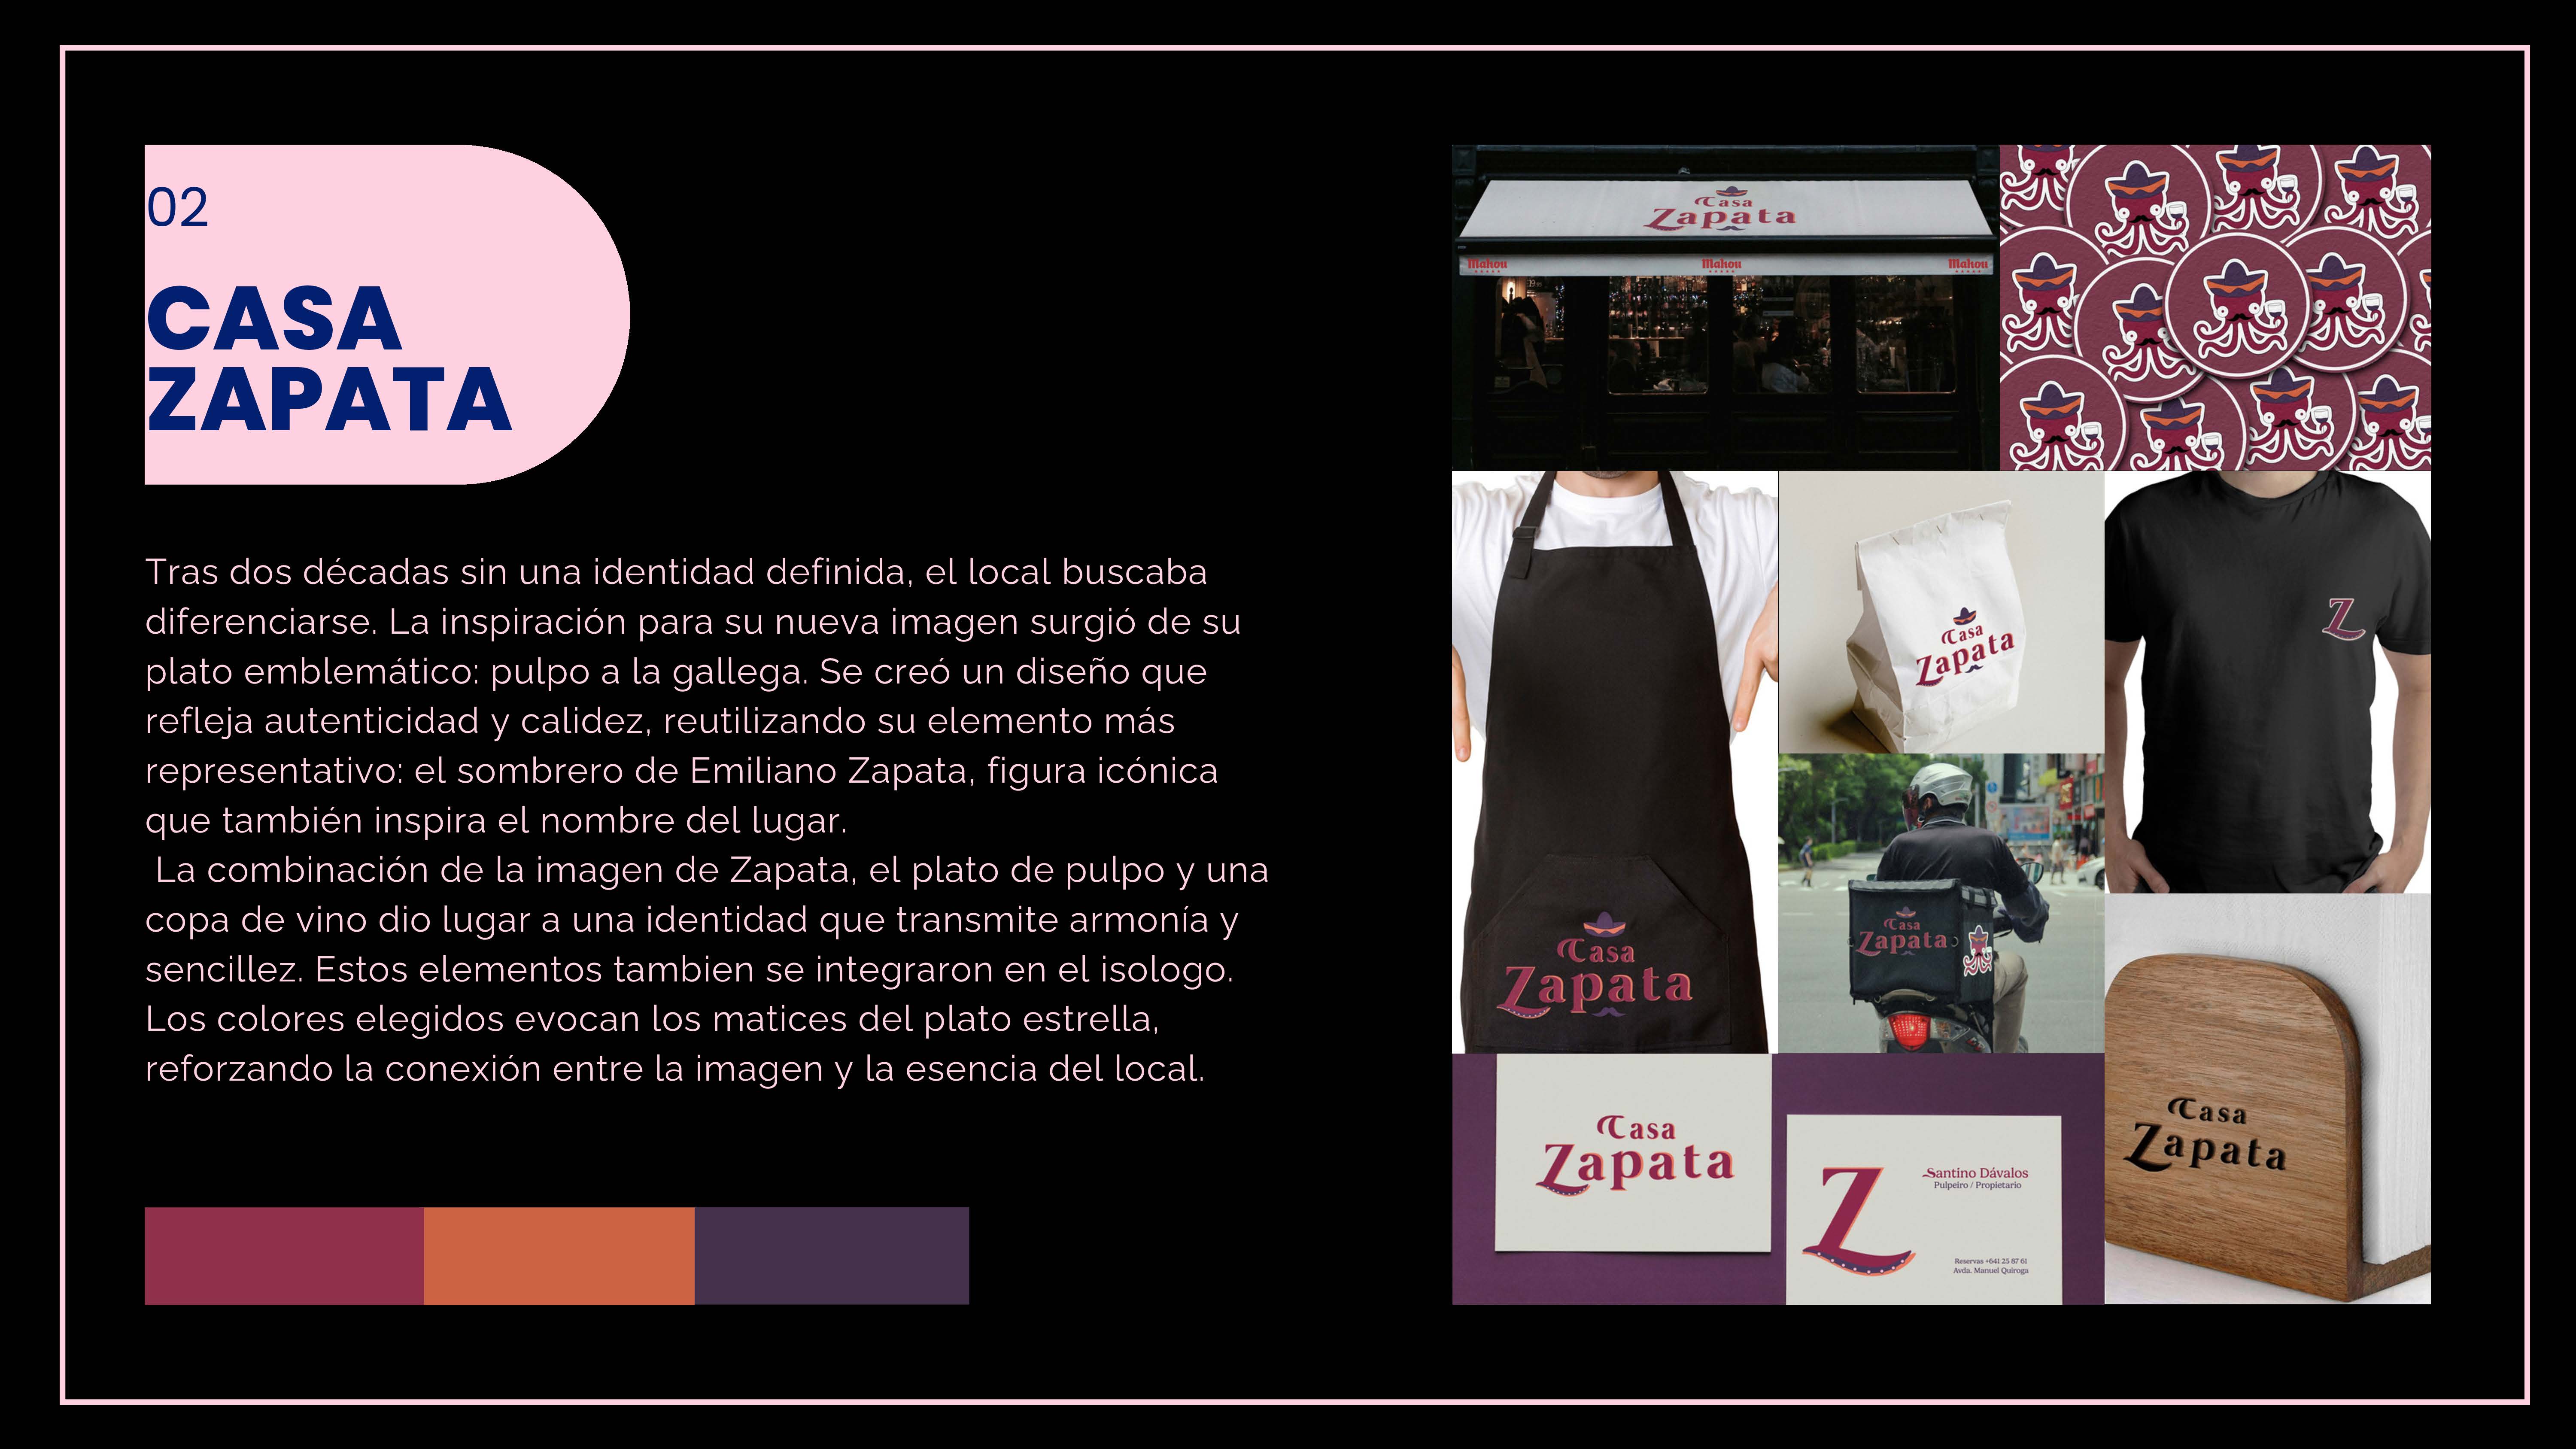 02
CASA
ZAPATA
Tras dos décadas sin una identidad definida, el local buscaba
diferenciarse. La inspiración para su nueva imagen surgió de su
plato emblemático: pulpo a la gallega. Se creó un diseño que
refleja autenticidad y calidez, reutilizando su elemento más
representativo: el sombrero de Emiliano Zapata, figura icónica
que también inspira el nombre del lugar.
La combinación de la imagen de Zapata, el plato de pulpo y una
copa de vino dio lugar a una identidad que transmite armonía y
sencillez. Estos elementos tambien se integraron en el isologo.
Los colores elegidos evocan los matices del plato estrella,
reforzando la conexión entre la imagen y la esencia del local.
Casa
Zapata
Mahou
Mahou
Mahou
Casa
Zapata
Z
Casa
Zapata
Casa
Zapata
Casa
Zapata
Z
Santino Dávalos
Pulpeiro / Propietario
Reservas +641 25 87 61
Avda. Manuel Quiroga
Casa
Zapata